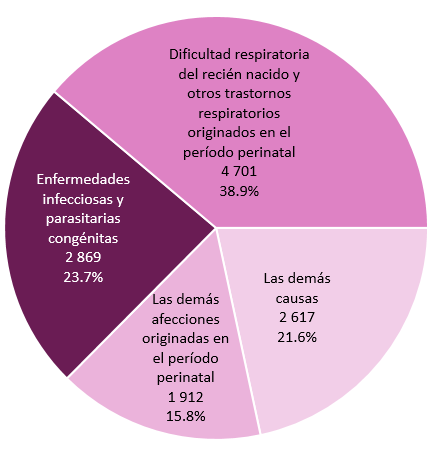 Dificultad respiratoria
del recién nacido y
otros trastornos
respiratorios
originados en el
período perinatal
4 701
38.9%
Enfermedades
infecciosas y
parasitarias
congénitas
2 869
23.7%
Las demás
causas
2 617
21.6%
Las demás
afecciones
originadas en
el período
perinatal
1 912
15.8%